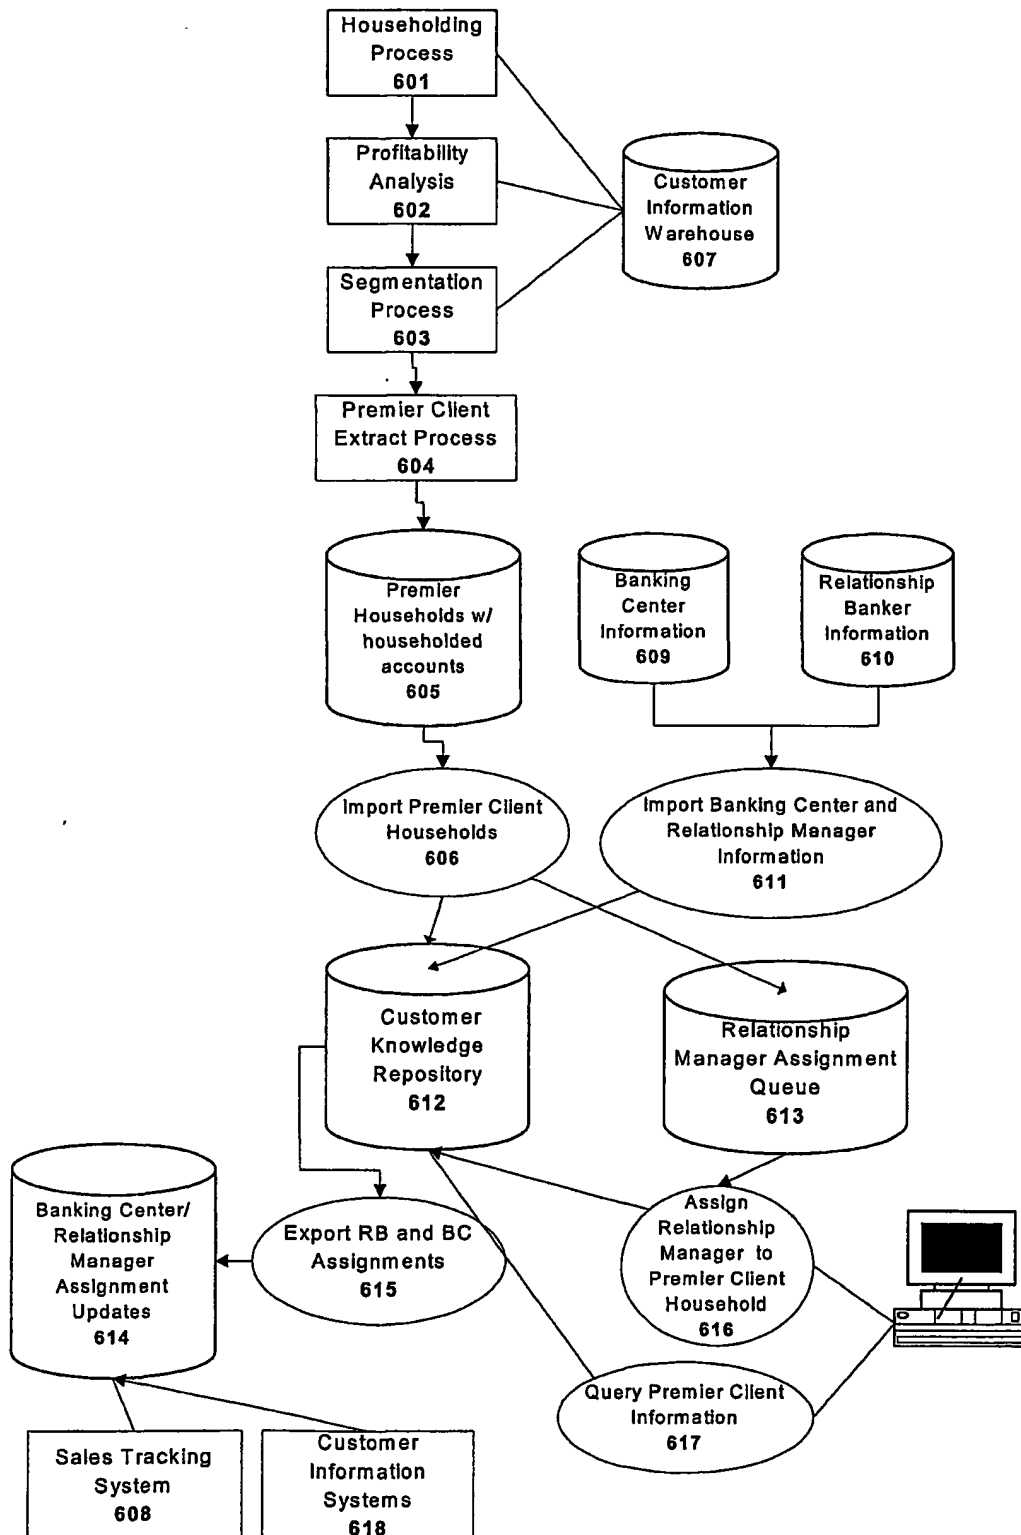 Householding
Process
601
Profitability
Analysis
602
Customer
Information
Warehouse
607
Segmentation
Process
603
Premier Client
Extract Process
604
Premier
Households w/
householded
accounts
605
Banking
Center
Information
609
Relationship
Banker
Information
610
Import Premier Client
Households
606
Import Banking Center and
Relationship Manager
Information
611
Customer
Knowledge
Repository
612
Relationship
Manager Assignment
Queue
613
Banking Center/
Relationship
Manager
Assignment
Updates
614
Export RB and BC
Assignments
615
Assign
Relationship
Manager to
Premier Client
Household
616
Query Premier Client
Information
617
Sales Tracking
System
608
Customer
Information
Systems
618